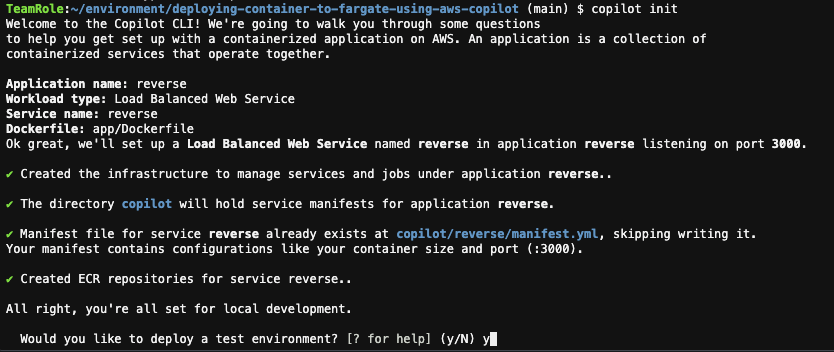 TeamRole:~/environment/deploying-container-to-fargate-using-aws-copilot (main) $ copilot init
Welcome to the Copilot CLI! We're going to walk you through some questions
to help you get set up with a containerized application on AWS. An application is a collection of
containerized services that operate together.
Application name: reverse
Workload type: Load Balanced Web Service
Service name: reverse
Dockerfile: app/Dockerfile
Ok great, we'll set up a Load Balanced Web Service named reverse in application reverse listening on port 3000.
✔ Created the infrastructure to manage services and jobs under application reverse..
✔ The directory copilot will hold service manifests for application reverse.
✔ Manifest file for service reverse already exists at copilot/reverse/manifest.yml, skipping writing it.
Your manifest contains configurations like your container size and port (:3000).
✔ Created ECR repositories for service reverse..
All right, you're all set for local development.
Would you like to deploy a test environment? [? for help] (y/N) y